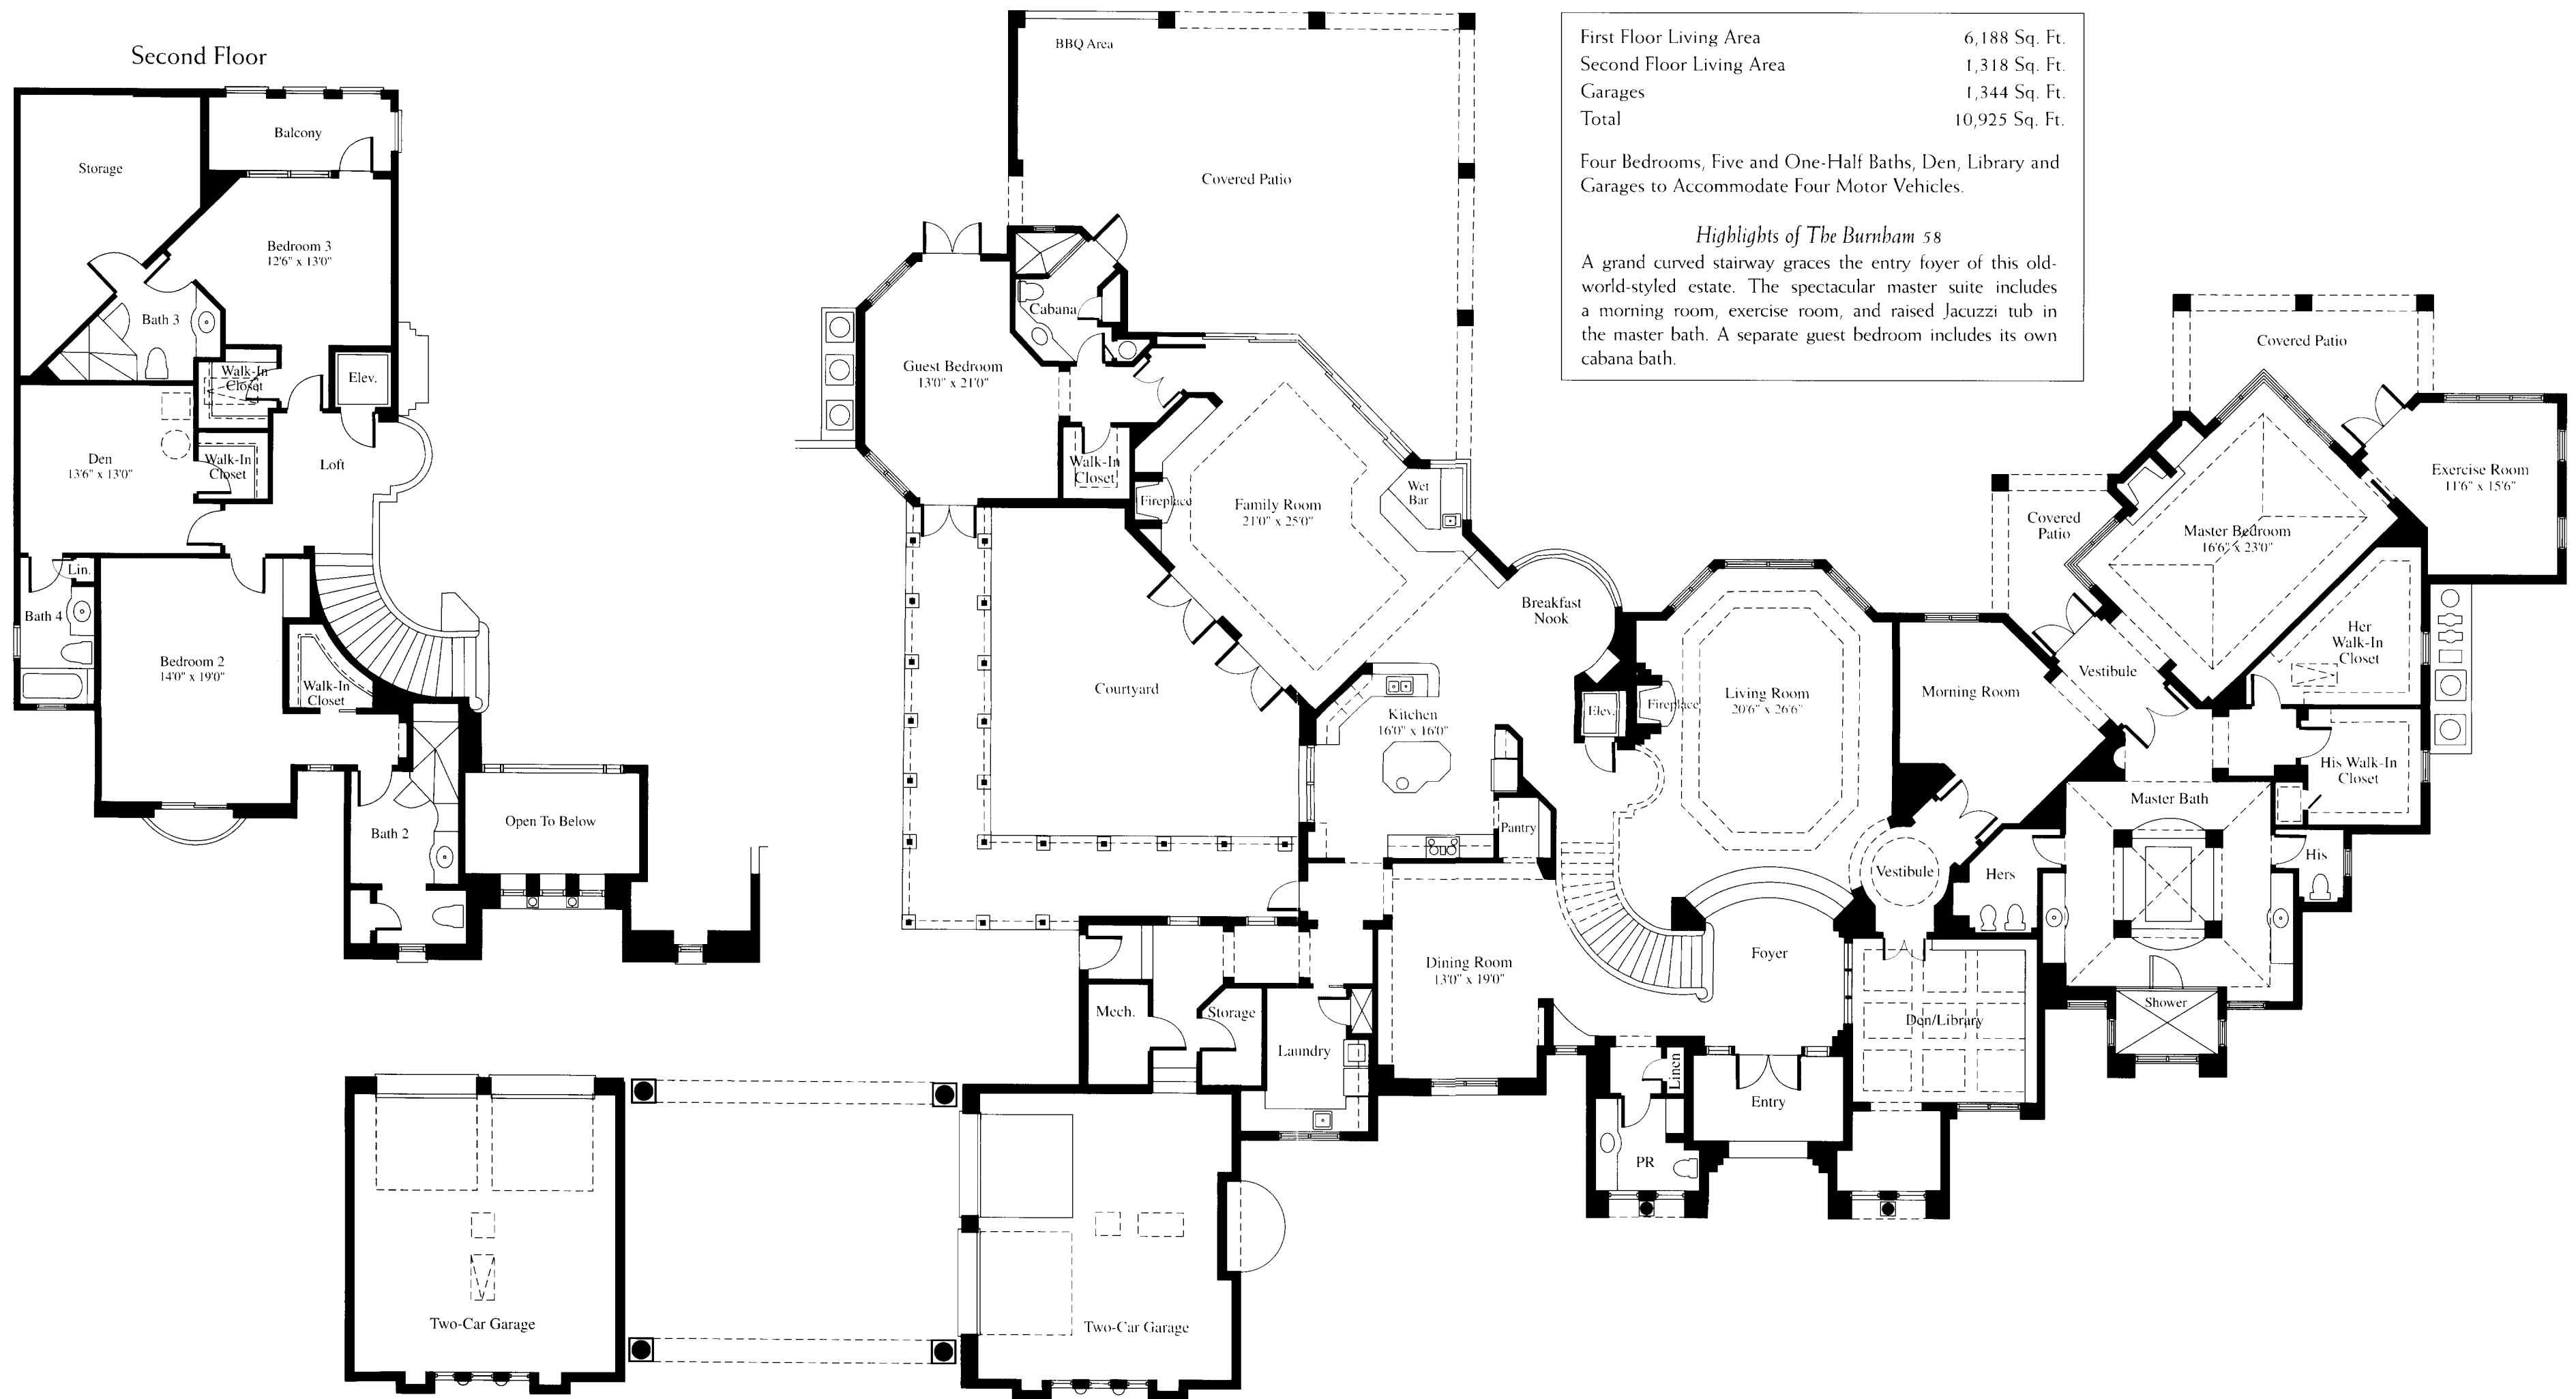 Second Floor
Storage
Balcony
Bedroom 3
12'6" x 13'0"
Bath 3
Walk-In
Closet
Elev.
Den
13'6" x 13'0"
Walk-In
Closet
Loft
Lin.
Bath 4
Bedroom 2
14'0" x 19'0"
Walk-In
Closet
Bath 2
Open To Below
Two-Car Garage
Two-Car Garage
BBQ Area
Covered Patio
Cabana
Guest Bedroom
13'0" x 21'0"
Walk-In
Closet
Fireplace
Family Room
21'0" x 25'0"
Wet
Bar
Breakfast
Nook
Courtyard
Kitchen
16'0" x 16'0"
Pantry
Elev.
Fireplace
Living Room
20'6" x 26'6"
Morning Room
Vestibule
Covered
Patio
Covered Patio
Master Bedroom
16'6" x 23'0"
Exercise Room
11'6" x 15'6"
Her
Walk-In
Closet
His Walk-In
Closet
Master Bath
His
Hers
Vestibule
Shower
Foyer
Den/Library
Dining Room
13'0" x 19'0"
Mech.
Storage
Laundry
Linen
Entry
PR
First Floor Living Area 6,188 Sq. Ft.
Second Floor Living Area 1,318 Sq. Ft.
Garages 1,344 Sq. Ft.
Total 10,925 Sq. Ft.
Four Bedrooms, Five and One-Half Baths, Den, Library and
Garages to Accommodate Four Motor Vehicles.
Highlights of The Burnham 58
A grand curved stairway graces the entry foyer of this old-
world-styled estate. The spectacular master suite includes
a morning room, exercise room, and raised Jacuzzi tub in
the master bath. A separate guest bedroom includes its own
cabana bath.